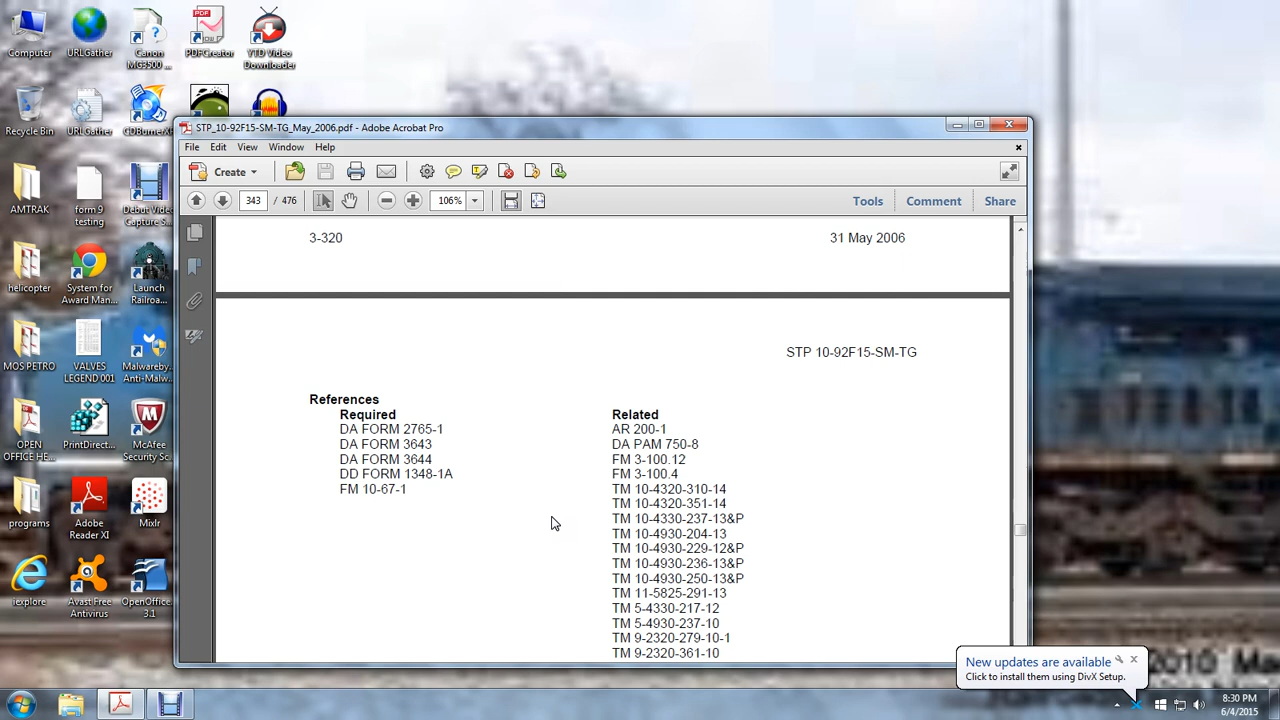 Computer
URLGather
Canon
MG3500 ...
PDFCreator
YTD Video
Downloader
Recycle Bin
URLGather
CDBurnerXP
STP_10-92F15-SM-TG_May_2006.pdf - Adobe Acrobat Pro
File Edit View Window Help
Create
343 / 476
106%
Tools Comment Share
3-320 31 May 2006
STP 10-92F15-SM-TG
References
Required Related
DA FORM 2765-1 AR 200-1
DA FORM 3643 DA PAM 750-8
DA FORM 3644 FM 3-100.12
DD FORM 1348-1A FM 3-100.4
FM 10-67-1 TM 10-4320-310-14
TM 10-4320-351-14
TM 10-4330-237-13&P
TM 10-4930-204-13
TM 10-4930-229-12&P
TM 10-4930-236-13&P
TM 10-4930-250-13&P
TM 11-5825-291-13
TM 5-4330-217-12
TM 5-4930-237-10
TM 9-2320-279-10-1
TM 9-2320-361-10
AMTRAK
form 9
testing
Debut Video
Capture S...
helicopter
System for
Award Man...
Launch
Railroa...
MOS PETRO
VALVES
LEGEND 001
Malwareby...
Anti-Malw...
OPEN
OFFICE HE...
PrintDirect...
McAfee
Security Sc...
programs
Adobe
Reader XI
Mixlr
iexplore
Avast Free
Antivirus
OpenOffice...
3.1
New updates are available
Click to install them using DivX Setup.
8:30 PM
6/4/2015